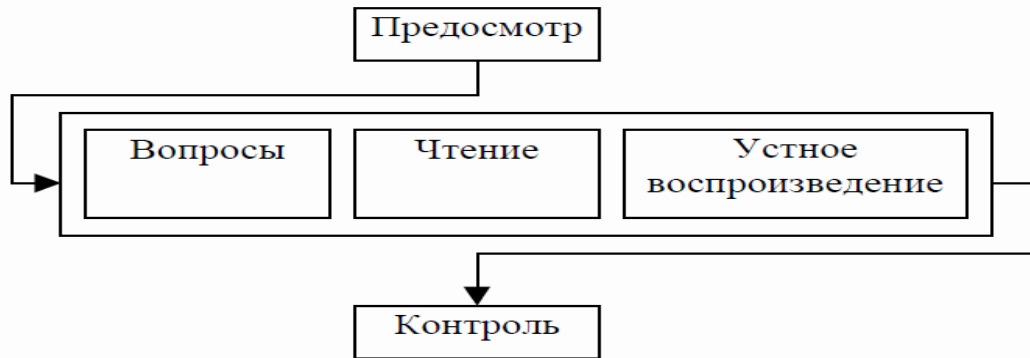 Предосмотр
Вопросы
Чтение
Устное
воспроизведение
Контроль